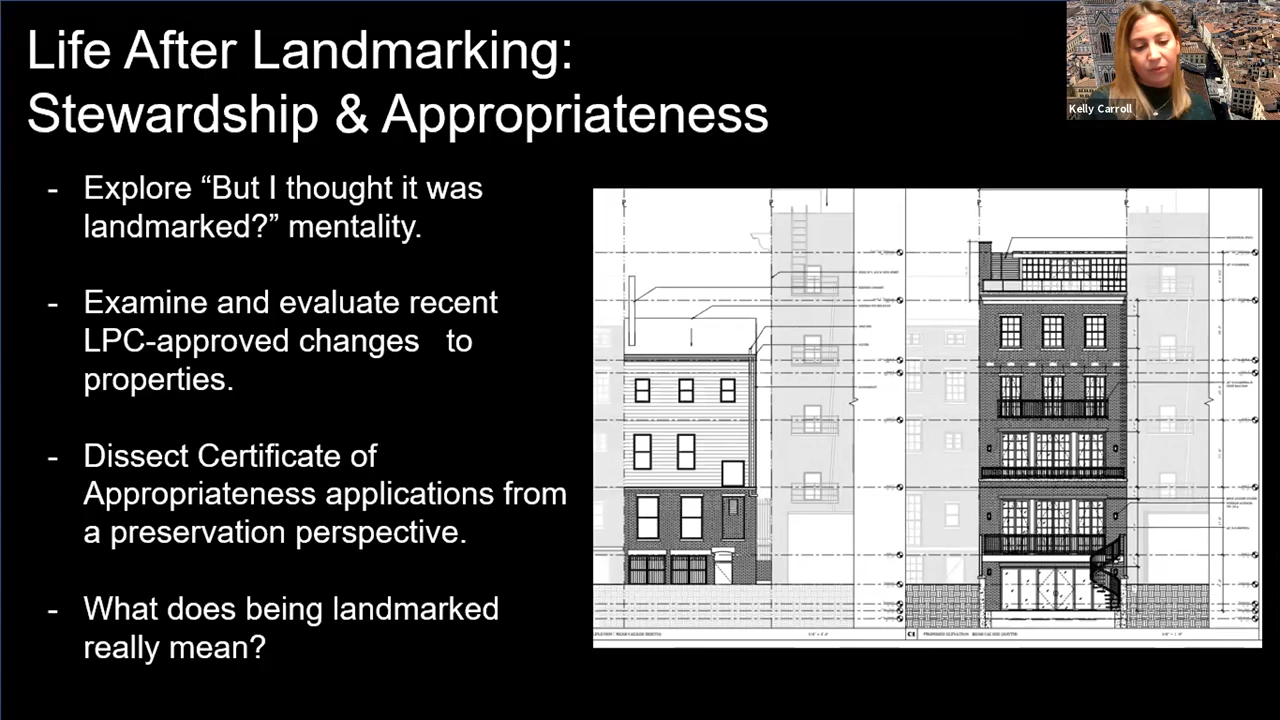 Life After Landmarking:
Stewardship & Appropriateness
Kelly Carroll
- Explore “But I thought it was
landmarked?” mentality.
- Examine and evaluate recent
LPC-approved changes   to
properties.
- Dissect Certificate of
Appropriateness applications from
a preservation perspective.
- What does being landmarked
really mean?